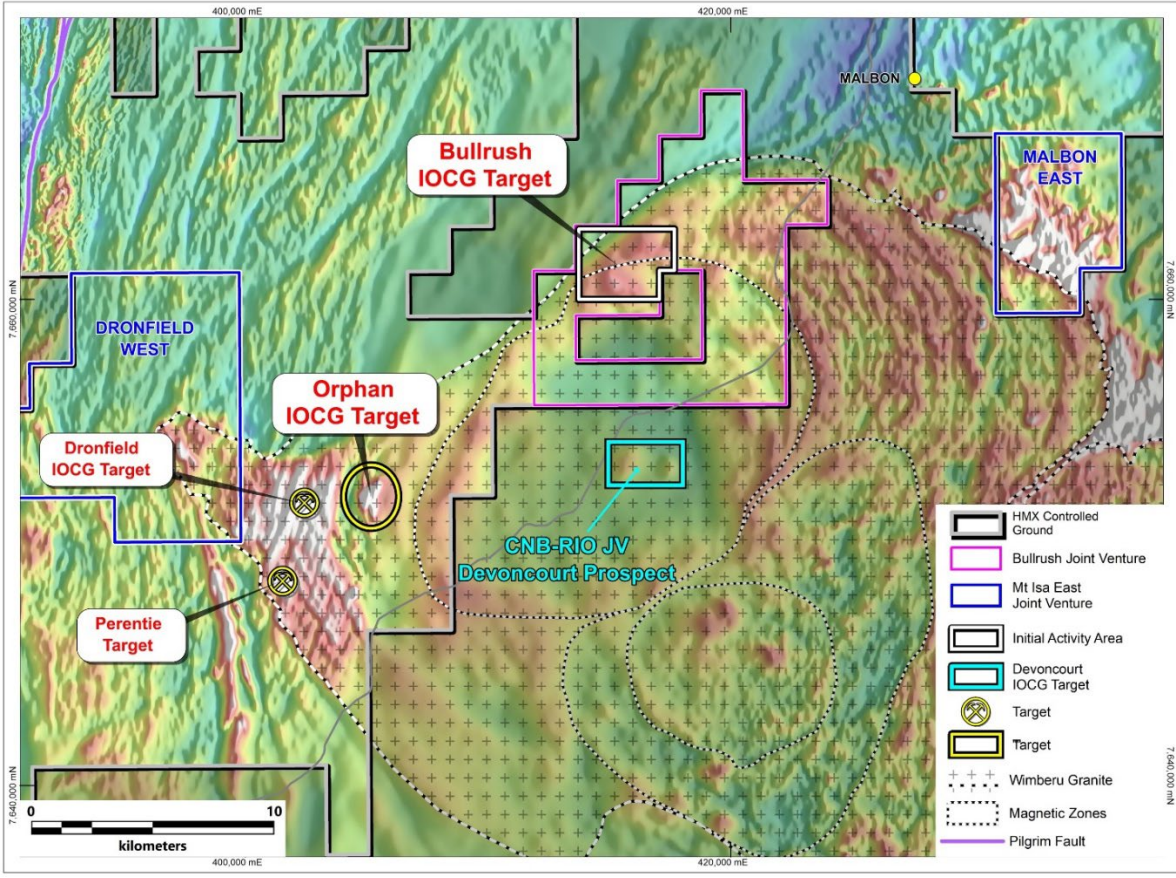 400,000 mE
420,000 mE
MALBON
Bullrush
IOCG Target
MALBON
EAST
7,660,000 mN
7,660,000 mN
DRONFIELD
WEST
Orphan
IOCG Target
Dronfield
IOCG Target
CNB-RIO JV
Devoncourt Prospect
Perentie
Target
HMX Controlled
Ground
Bullrush Joint Venture
Mt Isa East
Joint Venture
Initial Activity Area
Devoncourt
IOCG Target
Target
Target
Wimberu Granite
Magnetic Zones
Pilgrim Fault
7,640,000 mN
7,640,000 mN
0
10
kilometers
400,000 mE
420,000 mE